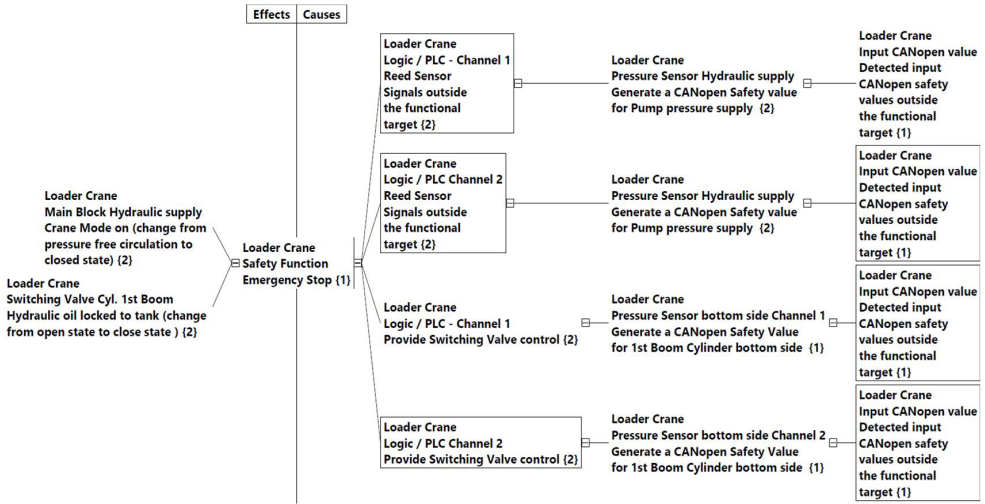 Effects Causes
Loader Crane
Main Block Hydraulic supply
Crane Mode on (change from
pressure free circulation to
closed state) {2}
Loader Crane
Switching Valve Cyl. 1st Boom
Hydraulic oil locked to tank (change
from open state to close state ) {2}
Loader Crane
Safety Function
Emergency Stop {1}
Loader Crane
Logic / PLC - Channel 1
Reed Sensor
Signals outside
the functional
target {2}
Loader Crane
Pressure Sensor Hydraulic supply
Generate a CANopen Safety value
for Pump pressure supply {2}
Loader Crane
Input CANopen value
Detected input
CANopen safety
values outside
the functional
target {1}
Loader Crane
Logic / PLC Channel 2
Reed Sensor
Signals outside
the functional
target {2}
Loader Crane
Pressure Sensor Hydraulic supply
Generate a CANopen Safety value
for Pump pressure supply {2}
Loader Crane
Input CANopen value
Detected input
CANopen safety
values outside
the functional
target {1}
Loader Crane
Logic / PLC - Channel 1
Provide Switching Valve control {2}
Loader Crane
Pressure Sensor bottom side Channel 1
Generate a CANopen Safety Value
for 1st Boom Cylinder bottom side {1}
Loader Crane
Input CANopen value
Detected input
CANopen safety
values outside
the functional
target {1}
Loader Crane
Logic / PLC Channel 2
Provide Switching Valve control {2}
Loader Crane
Pressure Sensor bottom side Channel 2
Generate a CANopen Safety Value
for 1st Boom Cylinder bottom side {1}
Loader Crane
Input CANopen value
Detected input
CANopen safety
values outside
the functional
target {1}